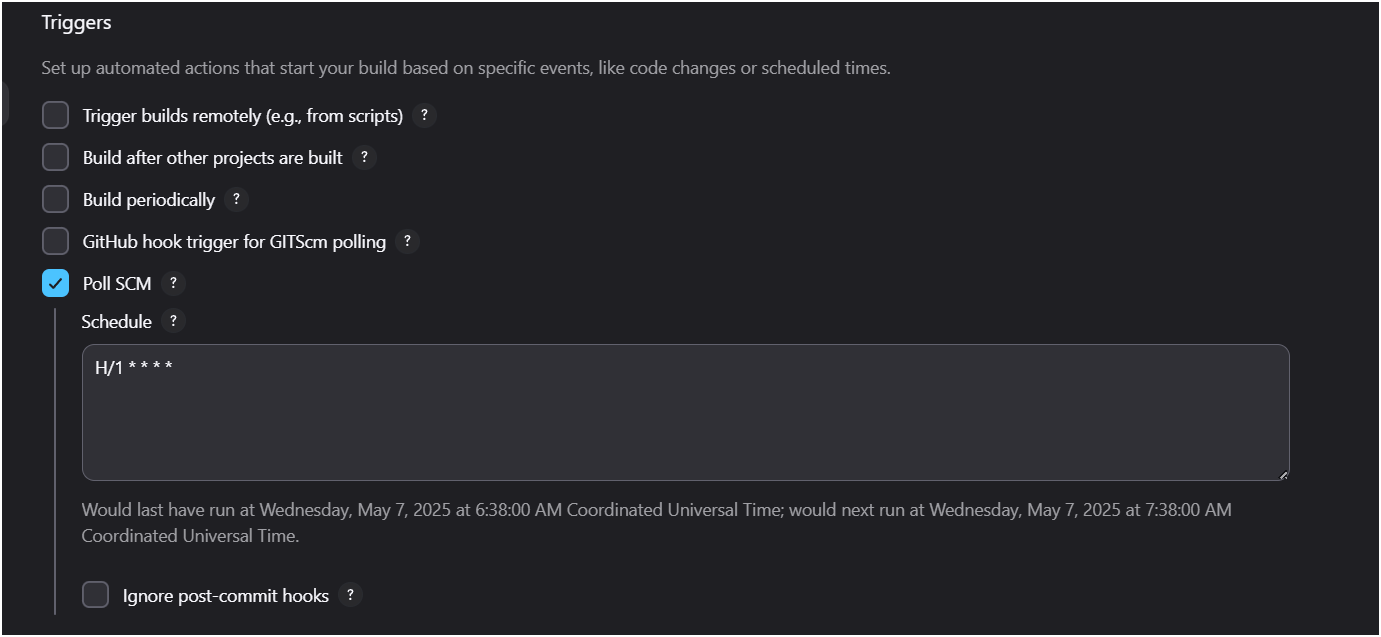 Triggers
Set up automated actions that start your build based on specific events, like code changes or scheduled times.
Trigger builds remotely (e.g., from scripts) ?
Build after other projects are built ?
Build periodically ?
GitHub hook trigger for GITScm polling ?
Poll SCM ?
Schedule ?
H/1 * * * *
Would last have run at Wednesday, May 7, 2025 at 6:38:00 AM Coordinated Universal Time; would next run at Wednesday, May 7, 2025 at 7:38:00 AM
Coordinated Universal Time.
Ignore post-commit hooks ?